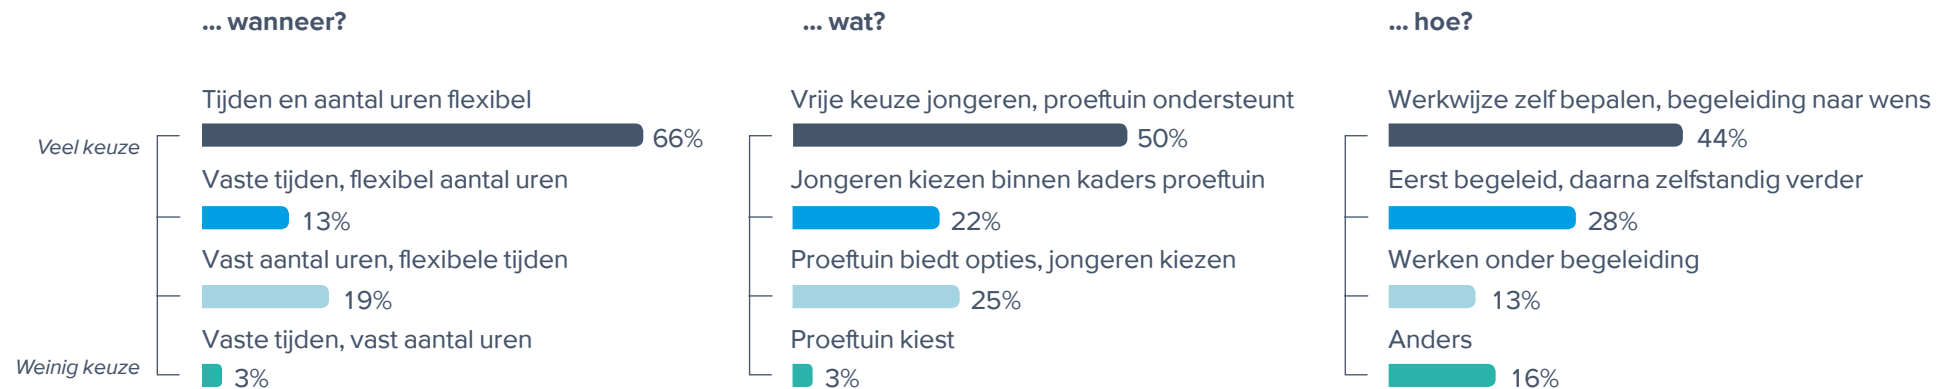 ... wanneer?
Veel keuze
Weinig keuze
Tijden en aantal uren flexibel
66%
Vaste tijden, flexibel aantal uren
13%
Vast aantal uren, flexibele tijden
19%
Vaste tijden, vast aantal uren
3%
... wat?
Vrije keuze jongeren, proeftuin ondersteunt
50%
Jongeren kiezen binnen kaders proeftuin
22%
Proeftuin biedt opties, jongeren kiezen
25%
Proeftuin kiest
3%
... hoe?
Werkwijze zelf bepalen, begeleiding naar wens
44%
Eerst begeleid, daarna zelfstandig verder
28%
Werken onder begeleiding
13%
Anders
16%